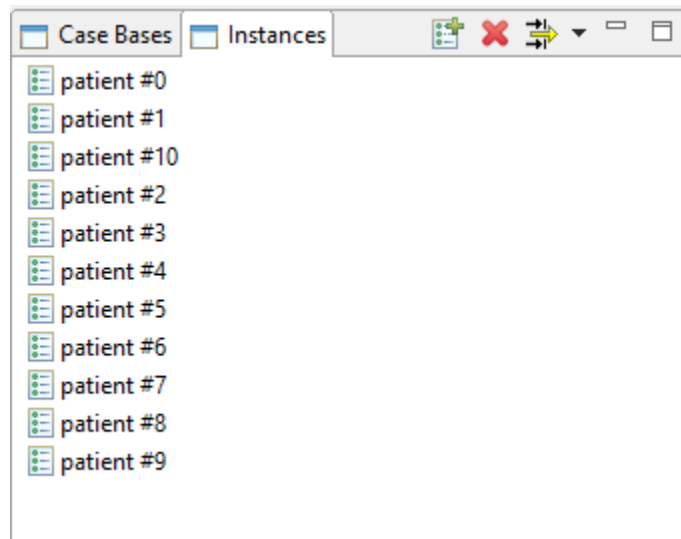 Case Bases Instances
patient #0
patient #1
patient #10
patient #2
patient #3
patient #4
patient #5
patient #6
patient #7
patient #8
patient #9